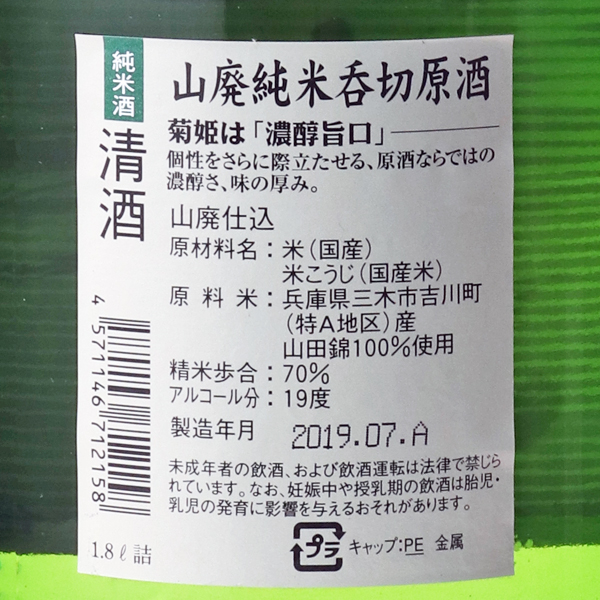 純米酒
清酒
山廃純米呑切原酒
菊姫は「濃醇旨口」
個性をさらに際立たせる、原酒ならではの
濃醇さ、味の厚み。
山廃仕込
原材料名：米（国産）
米こうじ（国産米）
原料米：兵庫県三木市吉川町
（特A地区）産
山田錦100%使用
精米歩合：70%
アルコール分：19度
製造年月 2019.07.A
未成年者の飲酒、および飲酒運転は法律で禁じら
れています。なお、妊娠中や授乳期の飲酒は胎児・
乳児の発育に影響を与えるおそれがあります。
プラ キャップ:PE 金属
4 571146 712158
1.8ℓ詰